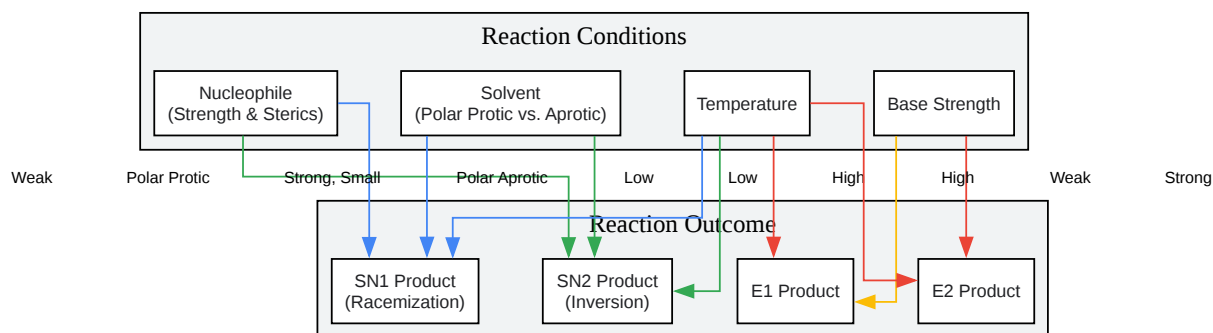 Reaction Conditions
Nucleophile
(Strength & Sterics)
Solvent
(Polar Protic vs. Aprotic)
Temperature
Base Strength
Weak
Polar Protic
Strong, Small
Polar Aprotic
Low
Low
High
High
Weak
Strong
Reaction Outcome
SN1 Product
(Racemization)
SN2 Product
(Inversion)
E1 Product
E2 Product